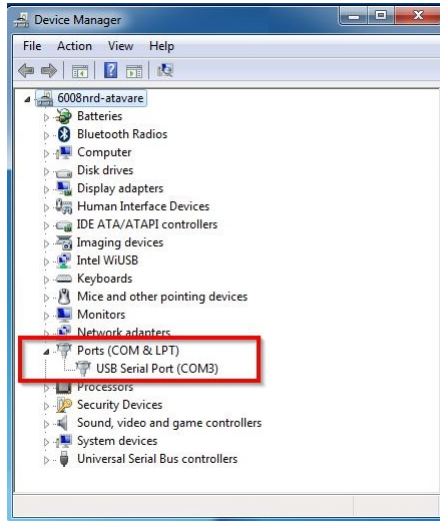 Device Manager
File Action View Help
6008nrd-atavare
Batteries
Bluetooth Radios
Computer
Disk drives
Display adapters
Human Interface Devices
IDE ATA/ATAPI controllers
Imaging devices
Intel WiUSB
Keyboards
Mice and other pointing devices
Monitors
Network adapters
Ports (COM & LPT)
USB Serial Port (COM3)
Processors
Security Devices
Sound, video and game controllers
System devices
Universal Serial Bus controllers